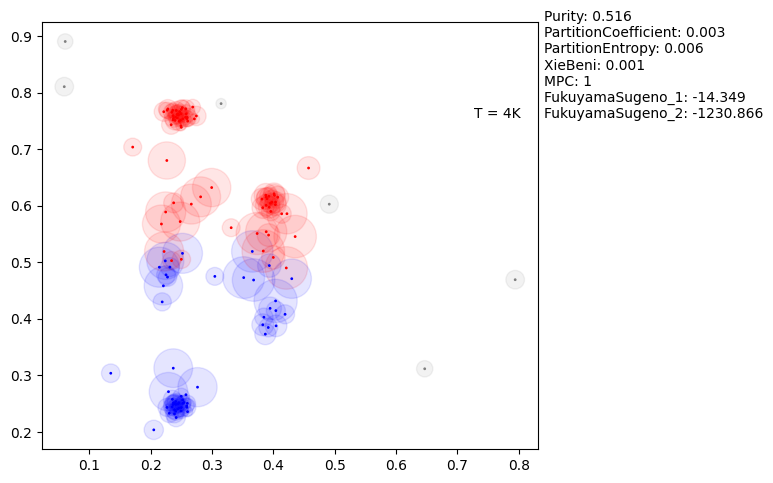 Purity: 0.516
PartitionCoefficient: 0.003
PartitionEntropy: 0.006
XieBeni: 0.001
MPC: 1
FukuyamaSugeno_1: -14.349
FukuyamaSugeno_2: -1230.866
T = 4K
0.9
0.8
0.7
0.6
0.5
0.4
0.3
0.2
0.1 0.2 0.3 0.4 0.5 0.6 0.7 0.8